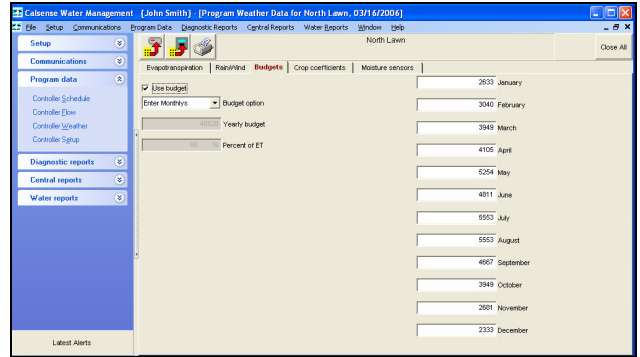 Calsense Water Management {John Smith} - [Program Weather Data for North Lawn, 03/16/2006]
File Setup Communications Program Data Diagnostic Reports Central Reports Water Reports Window Help
Setup
Communications
Program data
Controller Schedule
Controller Flow
Controller Weather
Controller Setup
Diagnostic reports
Central reports
Water reports
Latest Alerts
North Lawn
Close All
Evapotranspiration Rain/Wind Budgets Crop coefficients Moisture sensors
Use budget
Enter Monthlys Budget option
Yearly budget
% Percent of ET
2633 January
3040 February
3949 March
4105 April
5254 May
4811 June
5553 July
5553 August
4667 September
3949 October
2681 November
2333 December